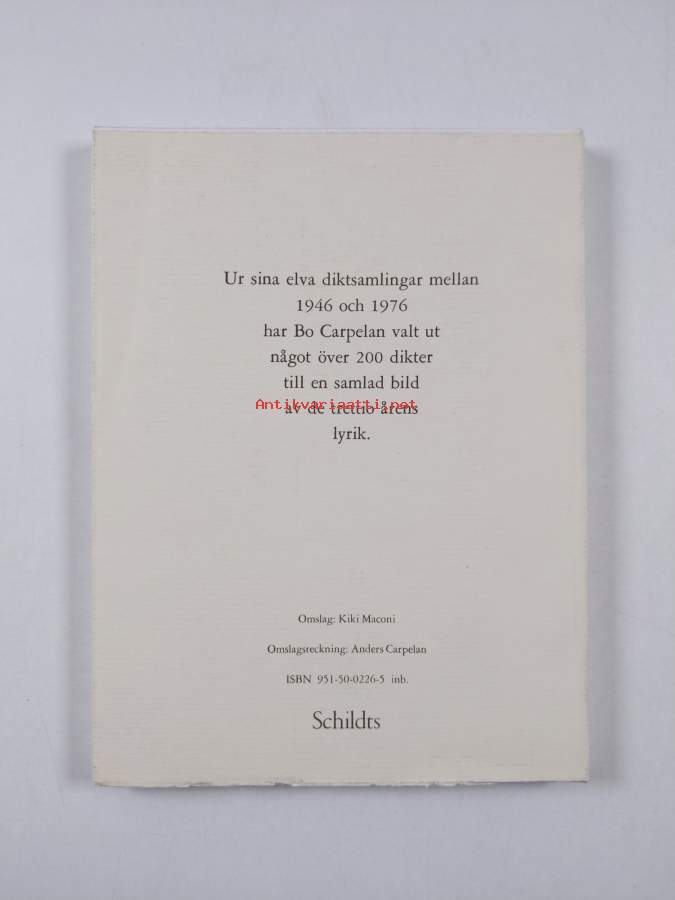 Ur sina elva diktsamlingar mellan
1946 och 1976
har Bo Carpelan valt ut
något över 200 dikter
till en samlad bild
av de trettio årens
Antikvariaatti.net
lyrik.
Omslag: Kiki Maconi
Omslagsreckning: Anders Carpelan
ISBN 951-50-0226-5 inb.
Schildts